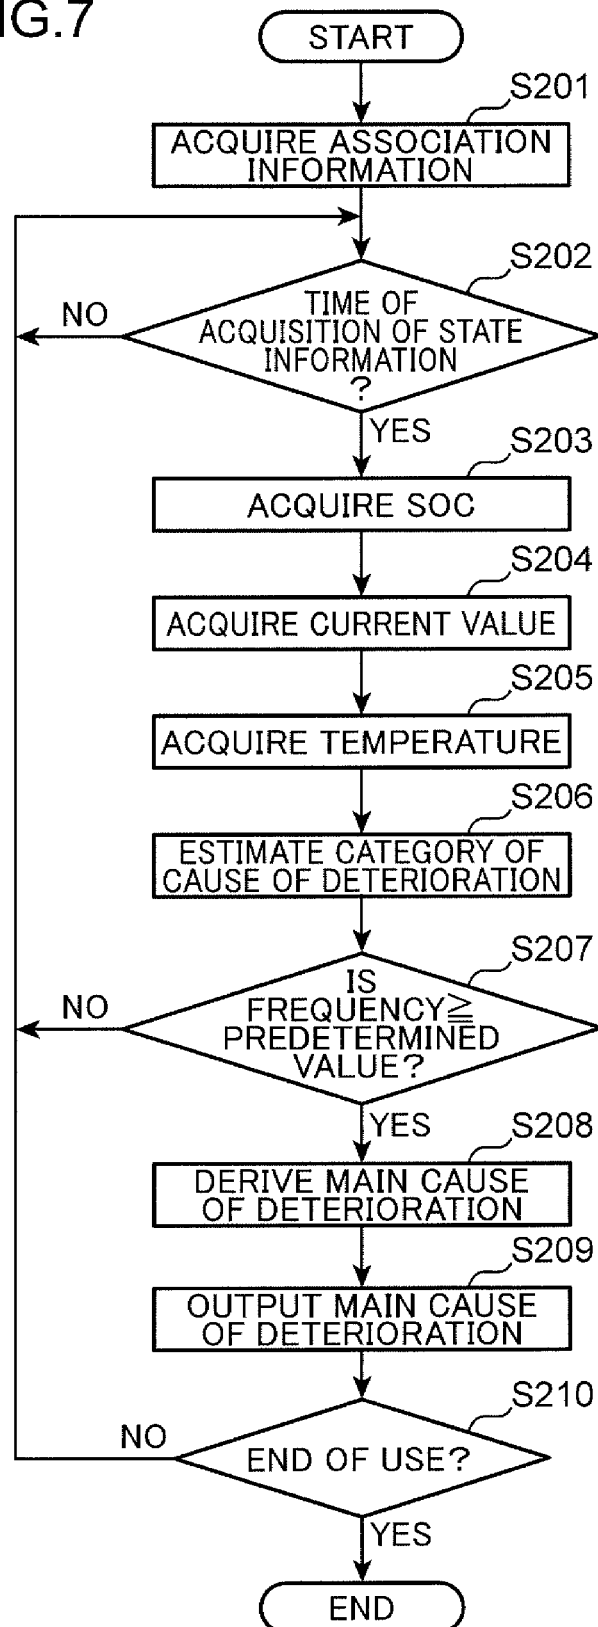 IG.7
START
S201
ACQUIRE ASSOCIATION
INFORMATION
S202
TIME OF
ACQUISITION OF STATE
INFORMATION
?
NO
YES
S203
ACQUIRE SOC
S204
ACQUIRE CURRENT VALUE
S205
ACQUIRE TEMPERATURE
S206
ESTIMATE CATEGORY OF
CAUSE OF DETERIORATION
S207
IS
FREQUENCY≧
PREDETERMINED
VALUE?
NO
YES
S208
DERIVE MAIN CAUSE
OF DETERIORATION
S209
OUTPUT MAIN CAUSE
OF DETERIORATION
S210
END OF USE?
NO
YES
END